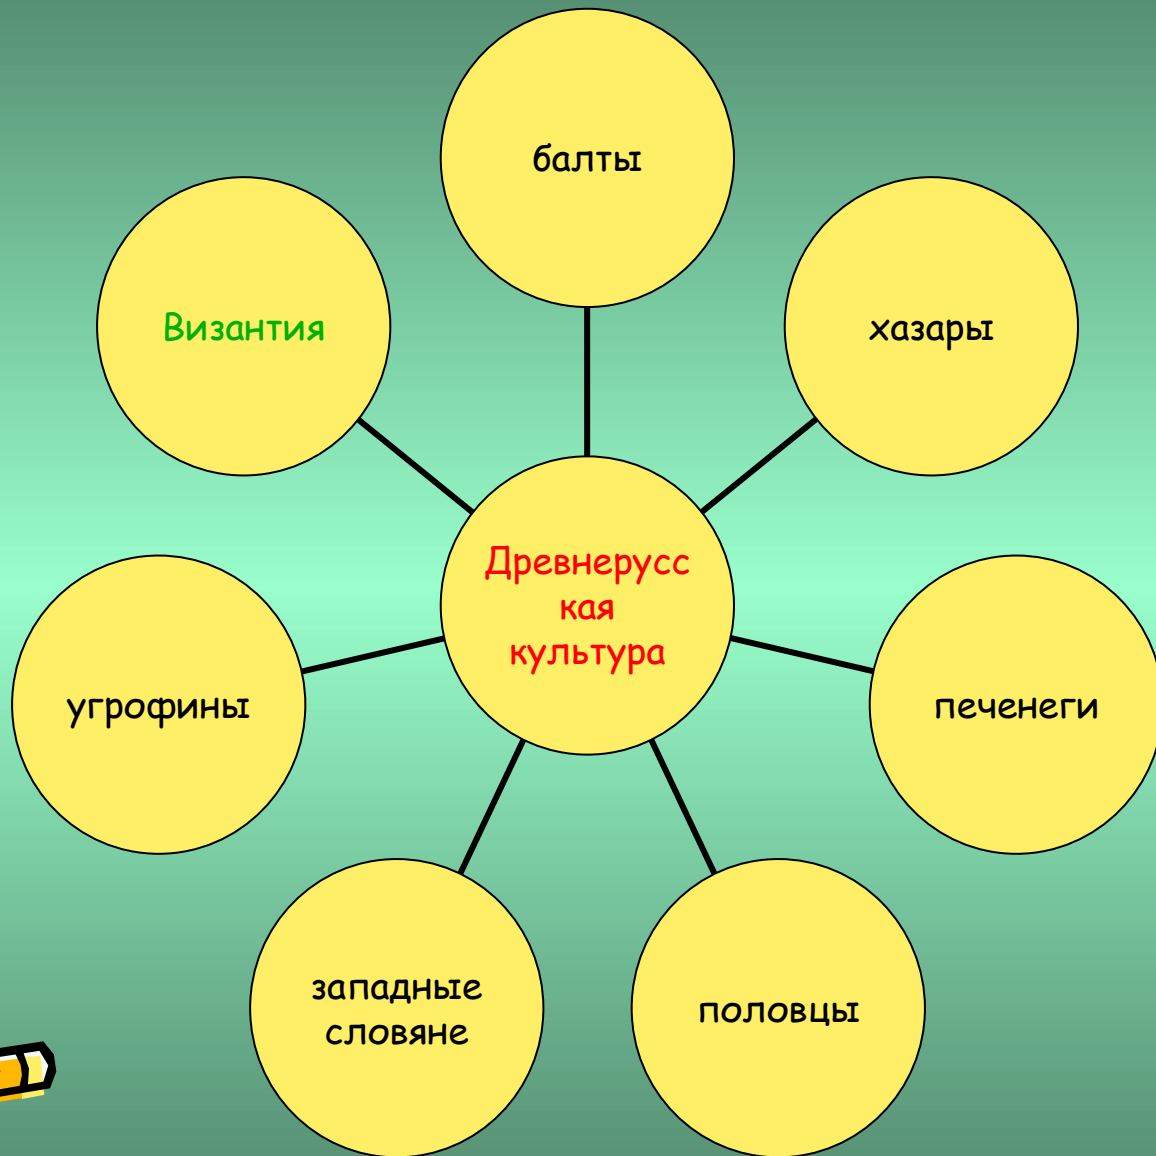 балты
Византия
хазары
Древнерусс
кая
культура
угрофины
печенеги
западные
словяне
половцы